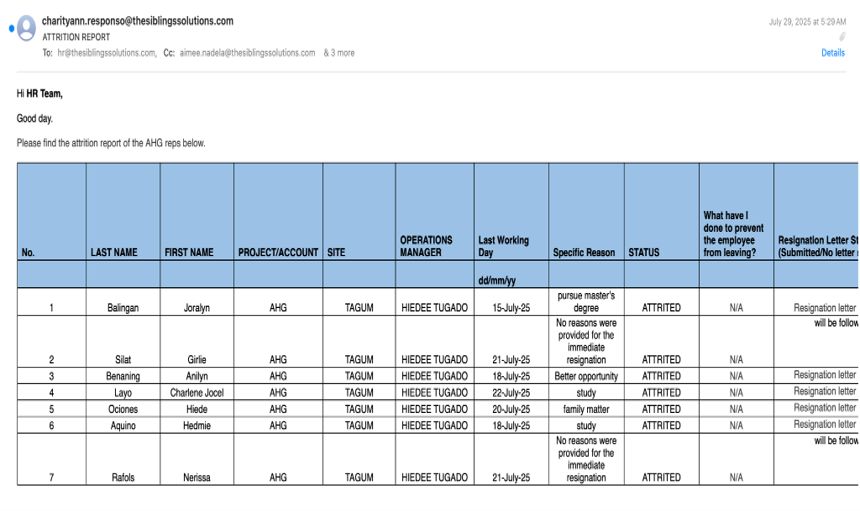 charityann.responso@thesiblingssolutions.com
July 29, 2025 at 5:29 AM
ATTRITION REPORT
To: hr@thesiblingssolutions.com, Cc: aimee.nadela@thesiblingssolutions.com & 3 more
Details
Hi HR Team,
Good day.
Please find the attrition report of the AHG reps below.
No. LAST NAME FIRST NAME PROJECT/ACCOUNT SITE OPERATIONS MANAGER Last Working Day Specific Reason STATUS What have I done to prevent the employee from leaving? Resignation Letter St (Submitted/No letter
dd/mm/yy
1 Balingan Joralyn AHG TAGUM HIEDEE TUGADO 15-July-25 pursue master's degree ATTRITED N/A Resignation letter
2 Silat Girlie AHG TAGUM HIEDEE TUGADO 21-July-25 No reasons were provided for the immediate resignation ATTRITED N/A will be follow
3 Benaning Anilyn AHG TAGUM HIEDEE TUGADO 18-July-25 Better opportunity ATTRITED N/A Resignation letter
4 Layo Charlene Jocel AHG TAGUM HIEDEE TUGADO 22-July-25 study ATTRITED N/A Resignation letter
5 Ociones Hiede AHG TAGUM HIEDEE TUGADO 20-July-25 family matter ATTRITED N/A Resignation letter
6 Aquino Hedmie AHG TAGUM HIEDEE TUGADO 18-July-25 study ATTRITED N/A Resignation letter
7 Rafols Nerissa AHG TAGUM HIEDEE TUGADO 21-July-25 No reasons were provided for the immediate resignation ATTRITED N/A will be follow